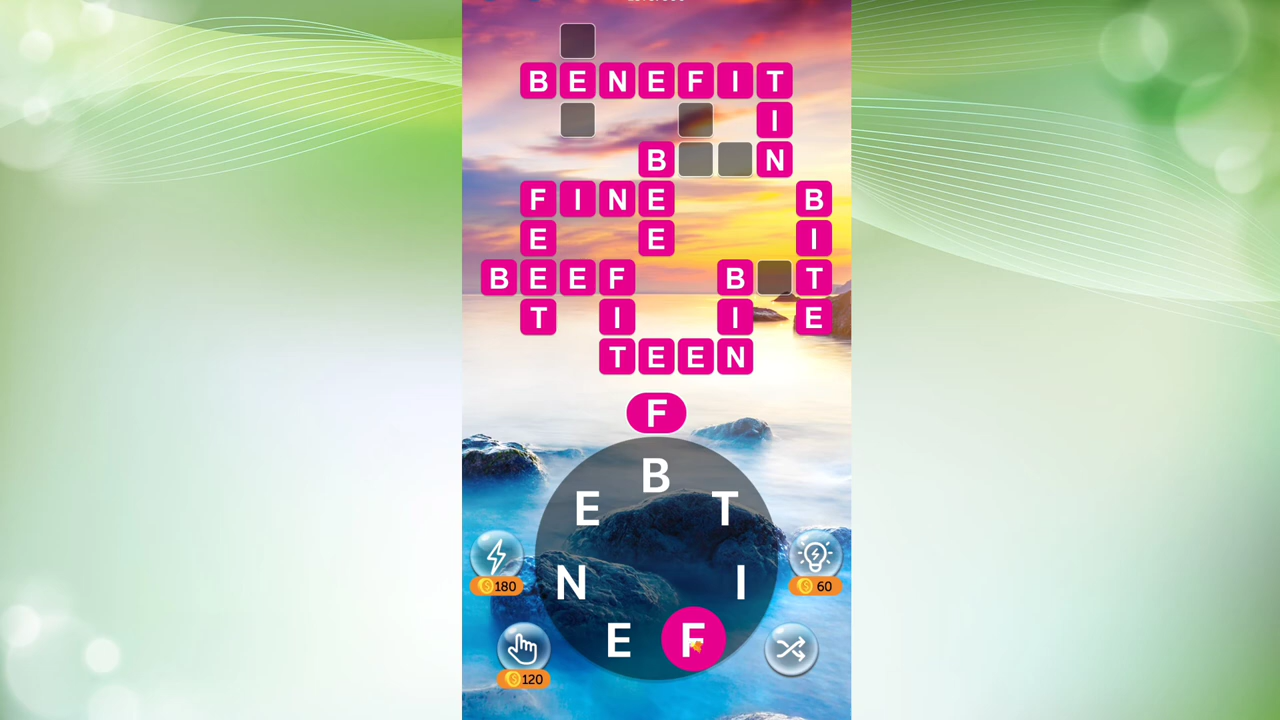 BENEFIT
I
B N
FINE B
E E I
BEEF B T
T I I E
TEEN
F
B
E T
N I
E F
180
60
120